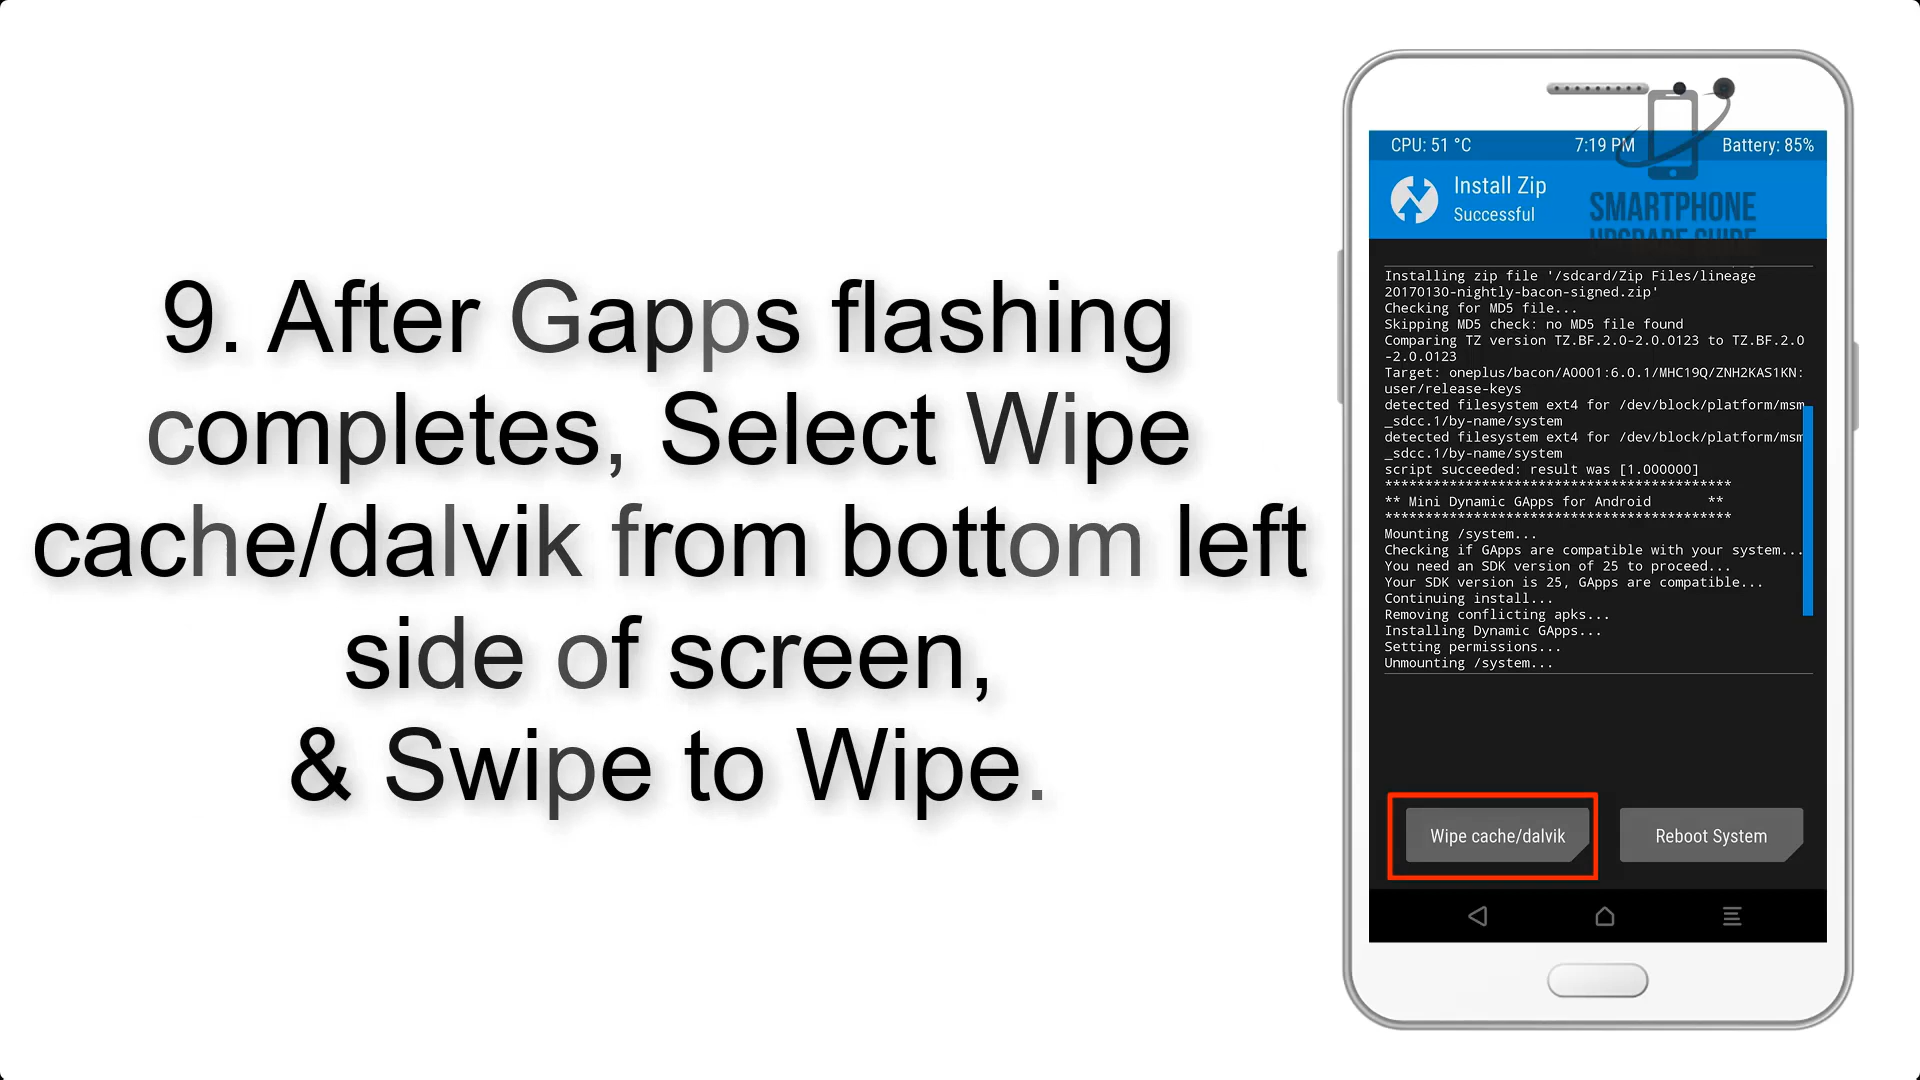 9. After Gapps flashing
completes, Select Wipe
cache/dalvik from bottom left
side of screen,
& Swipe to Wipe.
CPU: 51 °C 7:19 PM Battery: 85%
Install Zip
Successful
SMARTPHONE
UPGRADE GUIDE
Installing zip file '/sdcard/Zip Files/lineage
20170130-nightly-bacon-signed.zip'
Checking for MD5 file...
Skipping MD5 check: no MD5 file found
Comparing TZ version TZ.BF.2.0-2.0.0123 to TZ.BF.2.0
-2.0.0123
Target: oneplus/bacon/A0001:6.0.1/MHC19Q/ZNH2KAS1KN:
user/release-keys
detected filesystem ext4 for /dev/block/platform/msm
_sdcc.1/by-name/system
detected filesystem ext4 for /dev/block/platform/msm
_sdcc.1/by-name/system
script succeeded: result was [1.000000]
*******************************************
** Mini Dynamic GApps for Android **
*******************************************
Mounting /system...
Checking if GApps are compatible with your system...
You need an SDK version of 25 to proceed...
Your SDK version is 25, GApps are compatible...
Continuing install...
Removing conflicting apks...
Installing Dynamic GApps...
Setting permissions...
Unmounting /system...
Wipe cache/dalvik Reboot System